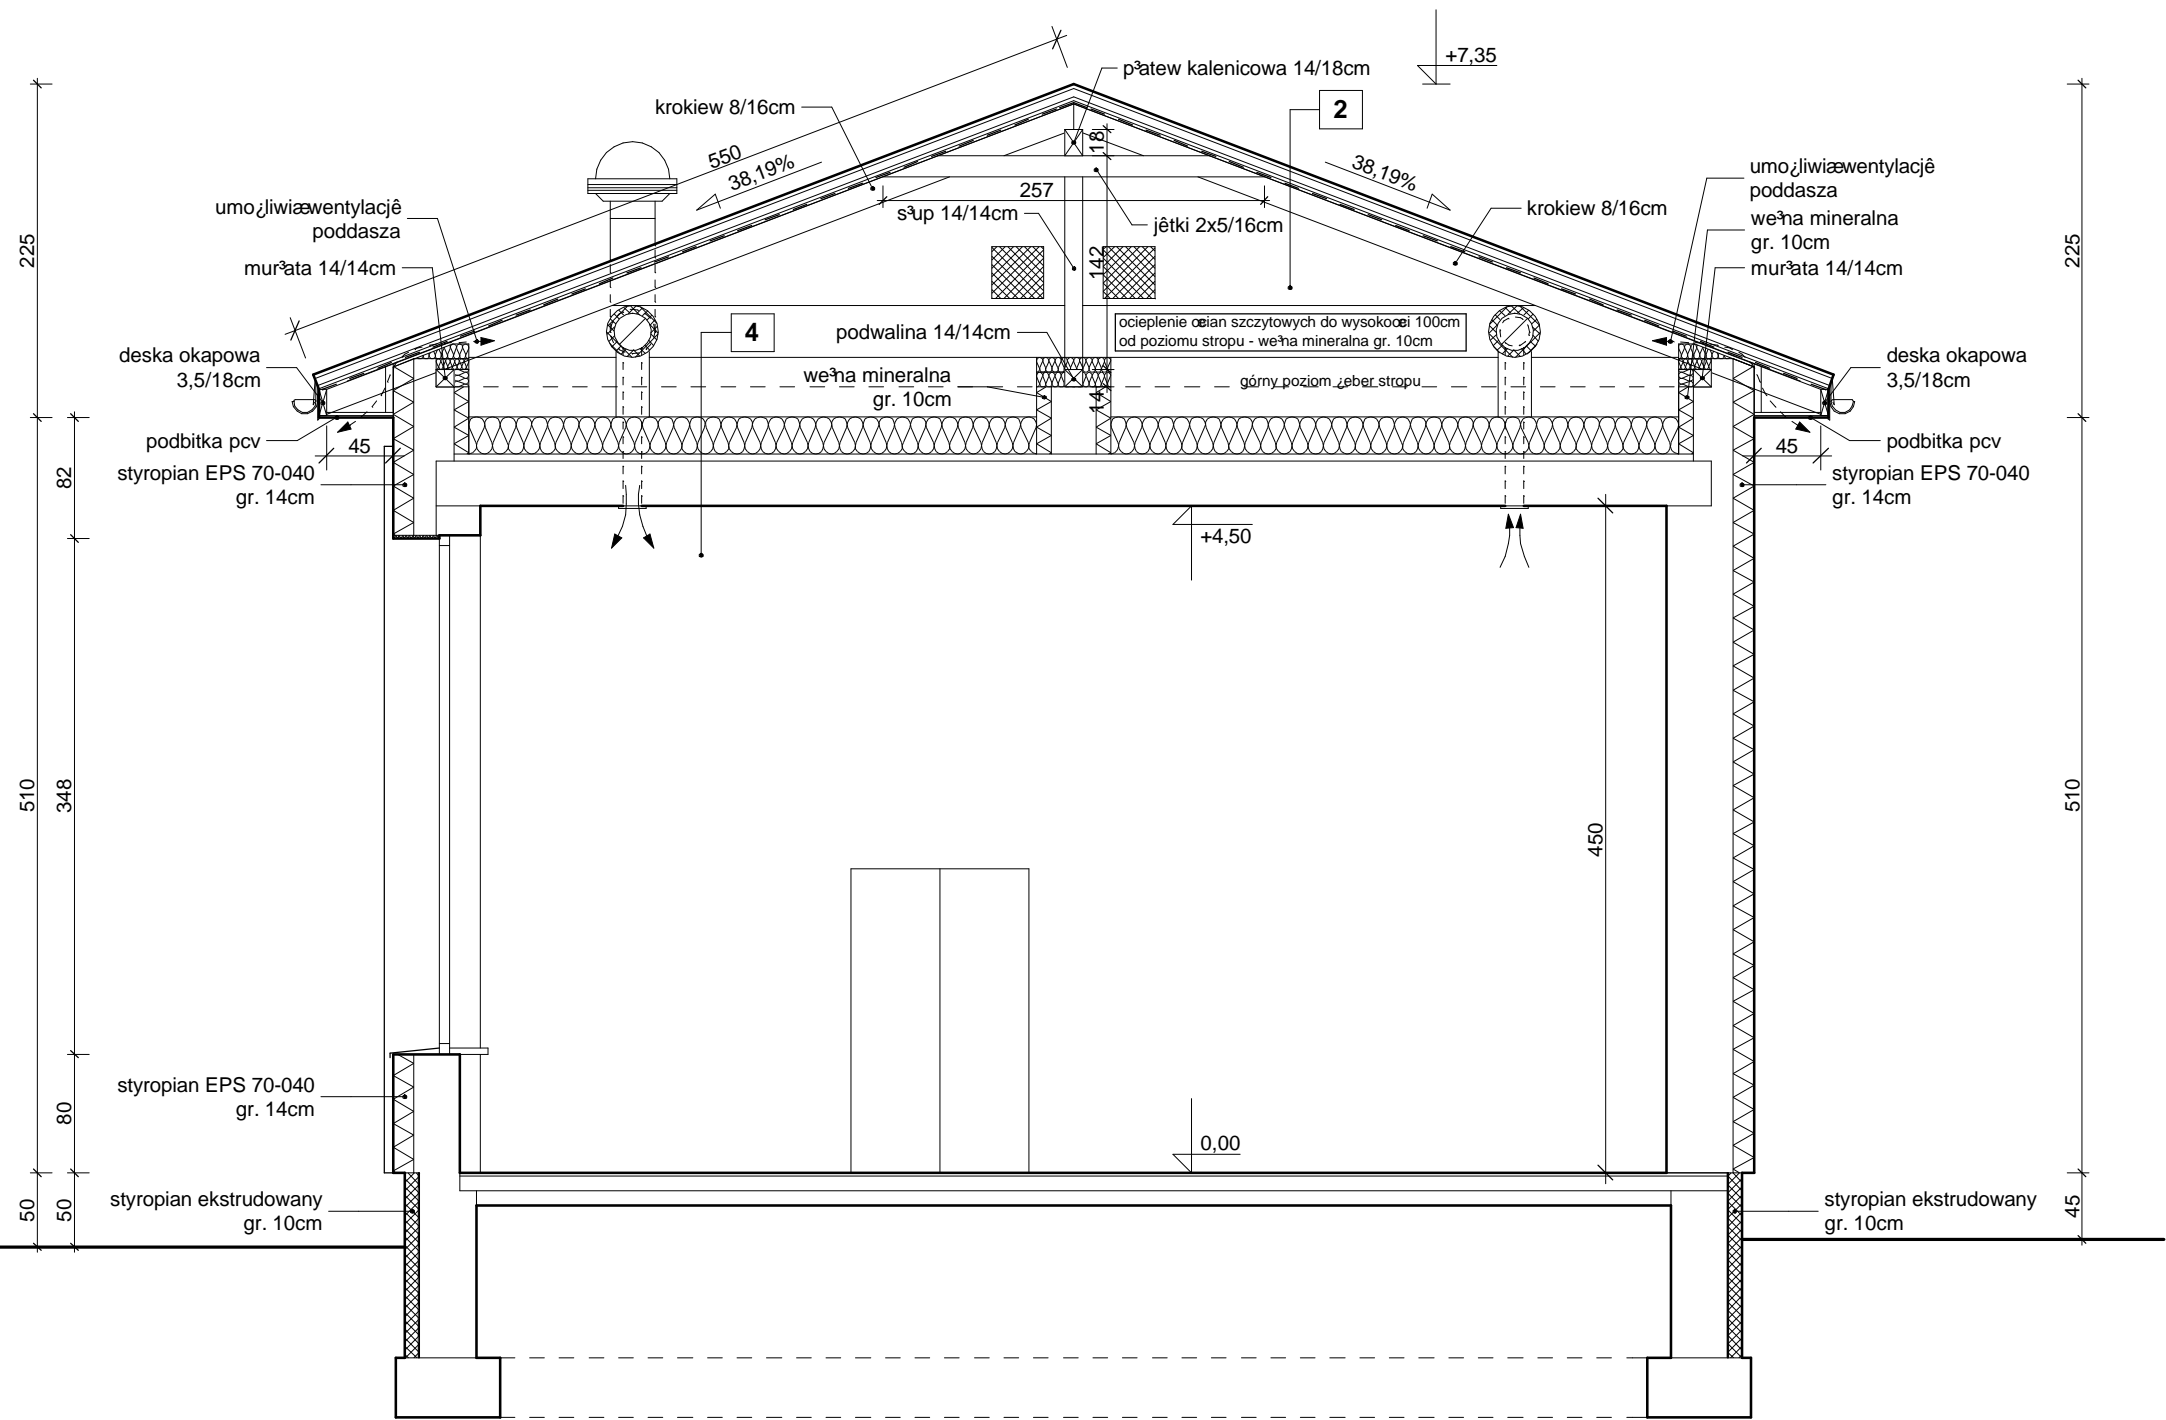 +7,35
p³atew kalenicowa 14/18cm
krokiew 8/16cm
2
18
550
38,19%
38,19%
257
umo¿liwiæwentylacjê
poddasza
s³up 14/14cm
jêtki 2x5/16cm
142
krokiew 8/16cm
umo¿liwiæwentylacjê
poddasza
we³na mineralna
gr. 10cm
mur³ata 14/14cm
mur³ata 14/14cm
225
225
4
podwalina 14/14cm
ocieplenie œcian szczytowych do wysokoœci 100cm
od poziomu stropu - we³na mineralna gr. 10cm
deska okapowa
3,5/18cm
deska okapowa
3,5/18cm
we³na mineralna
gr. 10cm
14
górny poziom ¿eber stropu
podbitka pcv
45
podbitka pcv
45
styropian EPS 70-040
gr. 14cm
styropian EPS 70-040
gr. 14cm
82
+4,50
510
348
450
510
styropian EPS 70-040
gr. 14cm
80
0,00
styropian ekstrudowany
gr. 10cm
styropian ekstrudowany
gr. 10cm
50
50
45